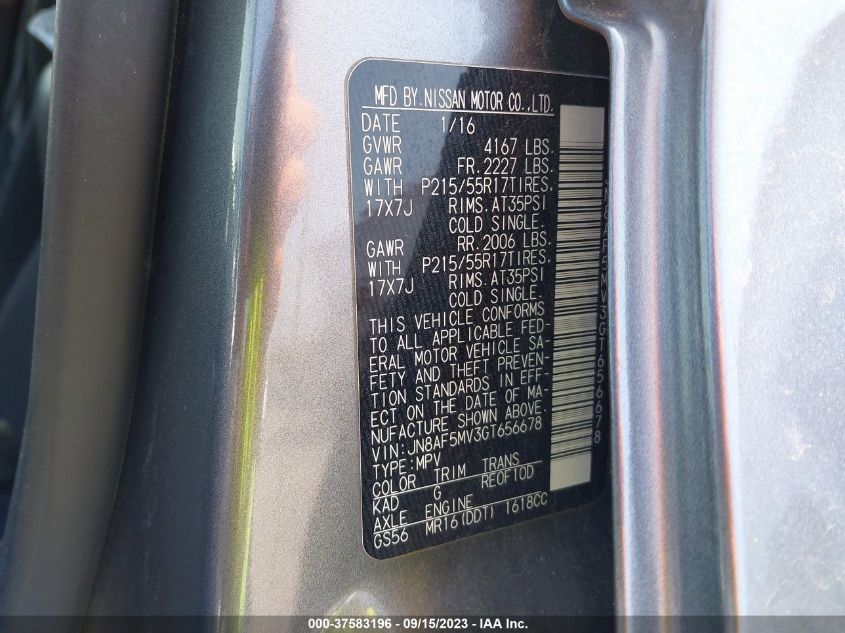 MFD BY.NISSAN MOTOR CO.,LTD.
DATE 1/16
GVWR 4167 LBS.
GAWR FR.2227 LBS.
WITH P215/55R17TIRES,
17X7J RIMS.AT35PSI
COLD SINGLE.
GAWR RR.2006 LBS.
WITH P215/55R17TIRES,
17X7J RIMS.AT35PSI
COLD SINGLE.
THIS VEHICLE CONFORMS
TO ALL APPLICABLE FED-
ERAL MOTOR VEHICLE SA-
FETY AND THEFT PREVEN-
TION STANDARDS IN EFF-
ECT ON THE DATE OF MA-
NUFACTURE SHOWN ABOVE.
VIN:JN8AF5MV3GT656678
TYPE:MPV
COLOR TRIM TRANS
KAD G RE0F10D
AXLE ENGINE
GS56 MR16(DDT) 1618CC
8AF5MV3GT656678
000-37583196 - 09/15/2023 - IAA Inc.